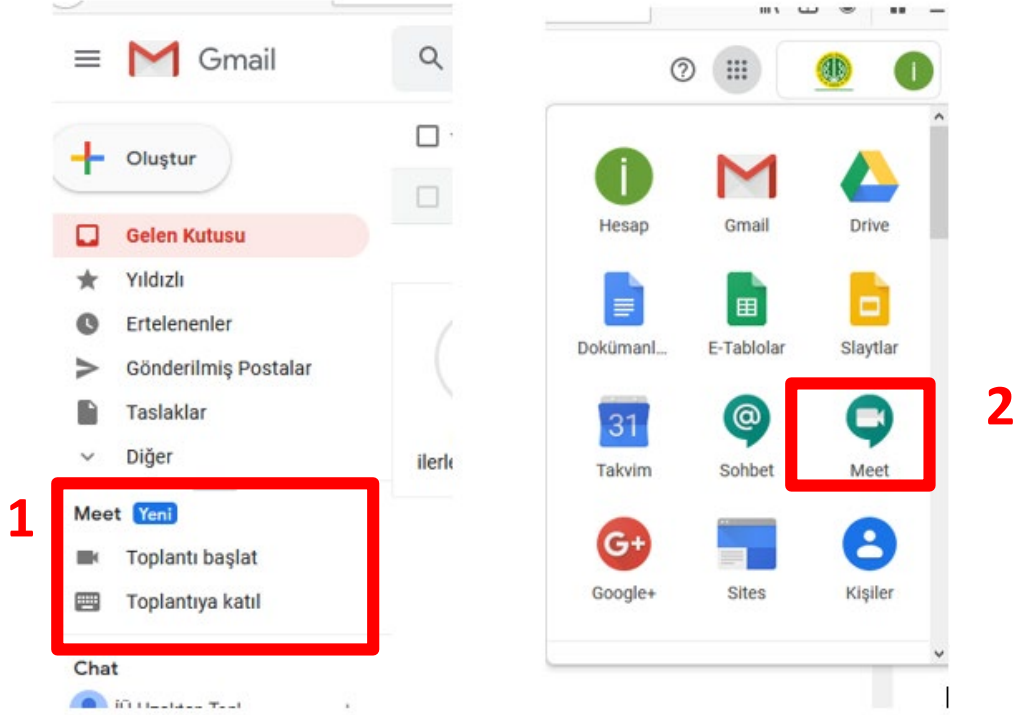 Gmail
Oluştur
Gelen Kutusu
Yıldızlı
Ertelenenler
Gönderilmiş Postalar
Taslaklar
Diğer
ilerle
1
Meet Yeni
Toplantı başlat
Toplantıya katıl
Chat
i
i
Hesap Gmail Drive
Dokümanl... E-Tablolar Slaytlar
31
Takvim Sohbet Meet
2
G+
Google+ Sites Kişiler